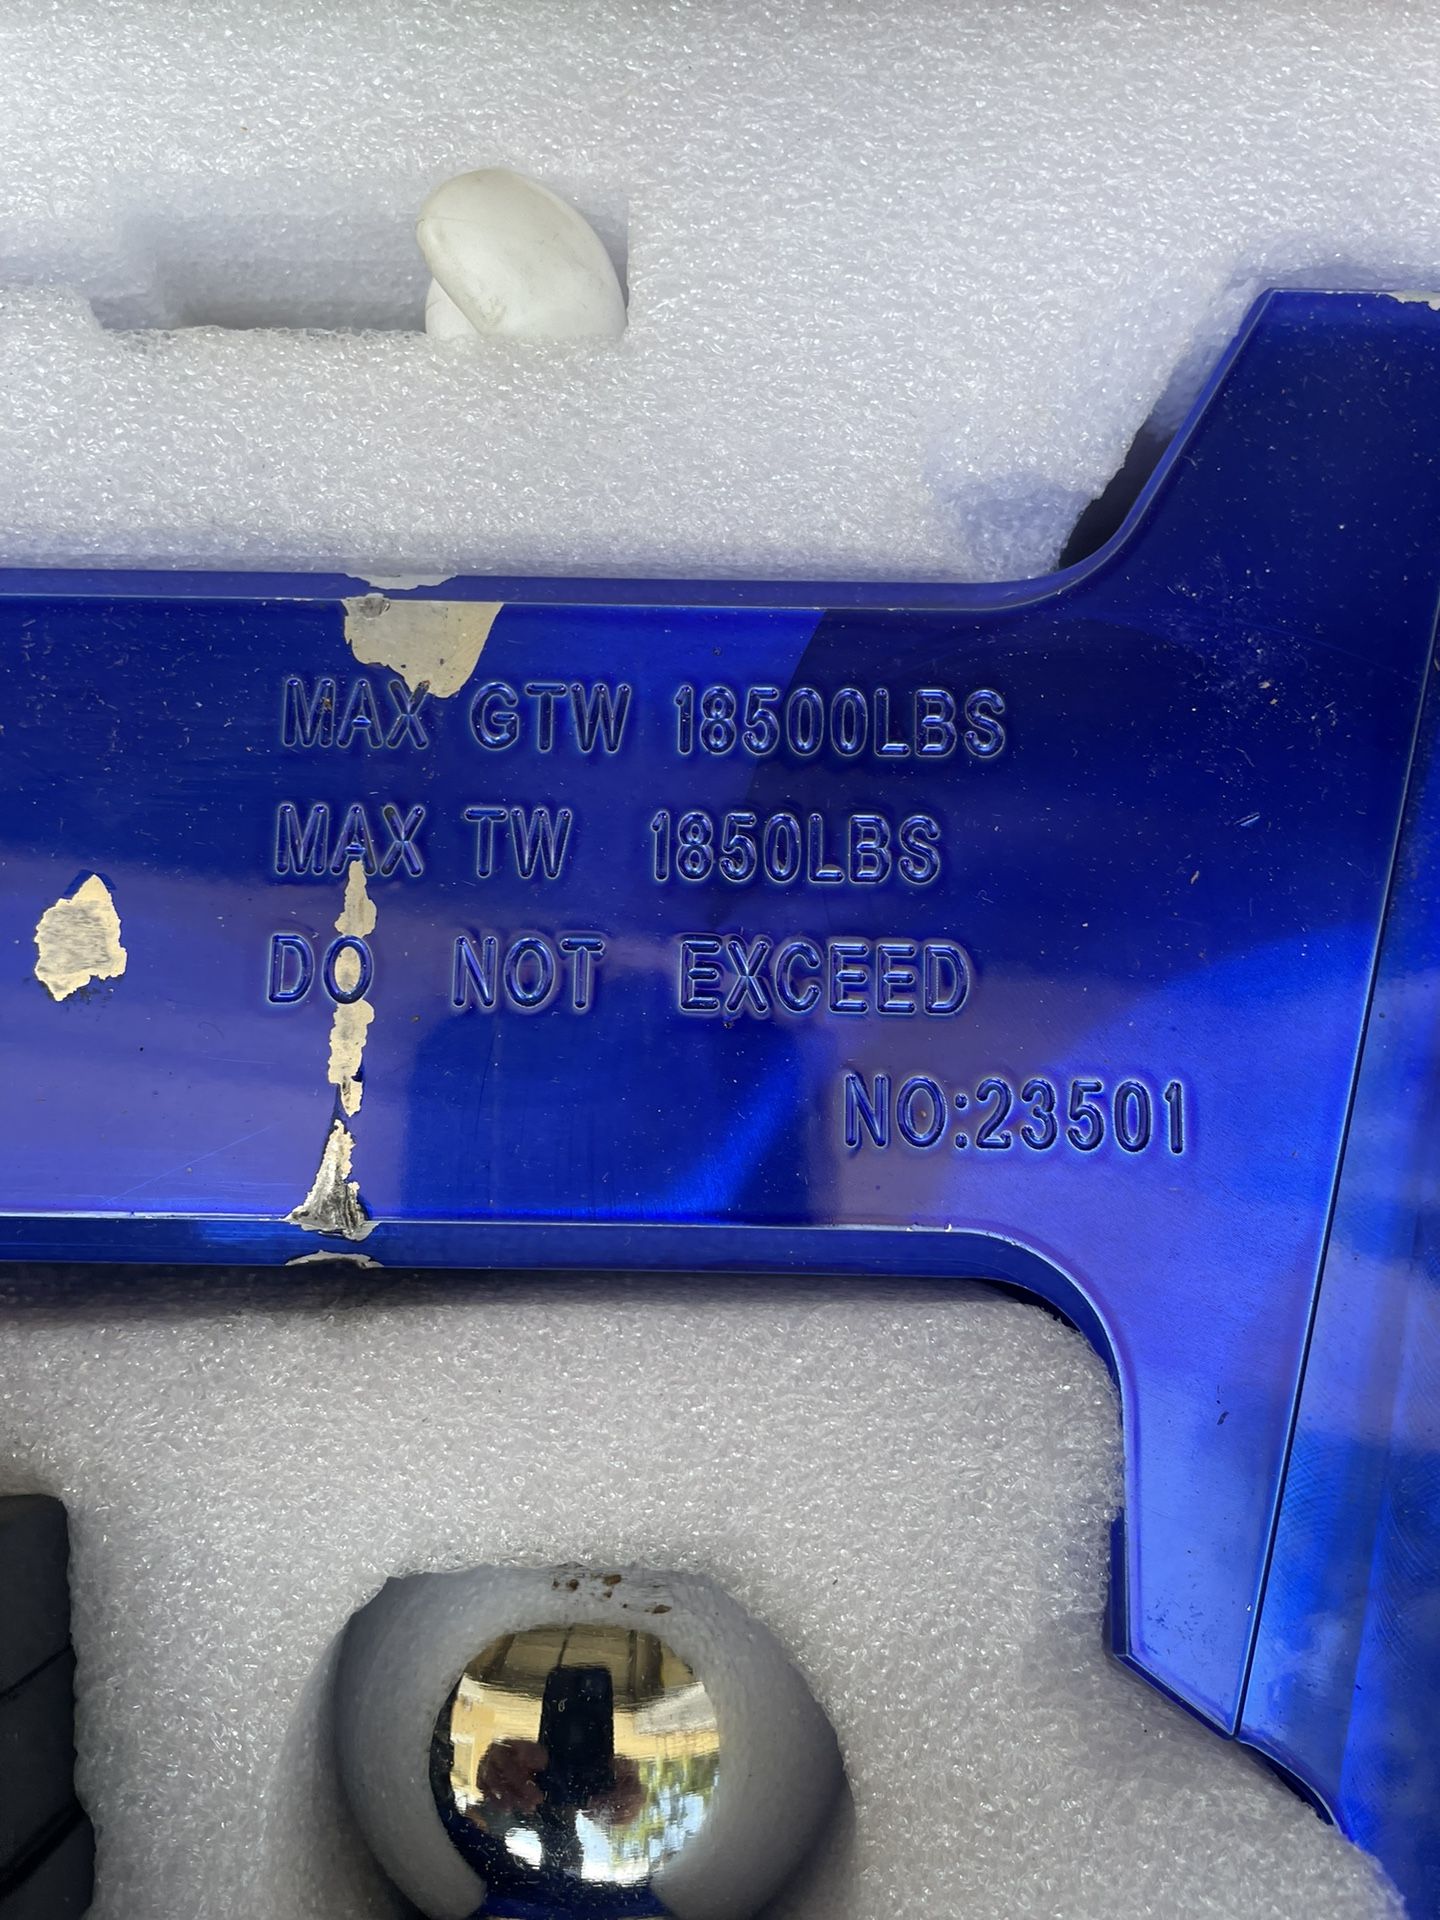 MAX GTW 18500LBS
MAX TW 1850LBS
DO NOT EXCEED
NO:23501